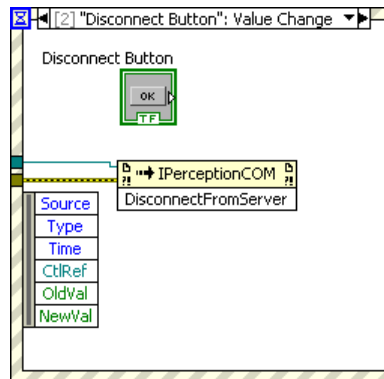 [2] "Disconnect Button": Value Change
Disconnect Button
OK
TF
?! IPerceptionCOM ?!
DisconnectFromServer
Source
Type
Time
CtlRef
OldVal
NewVal